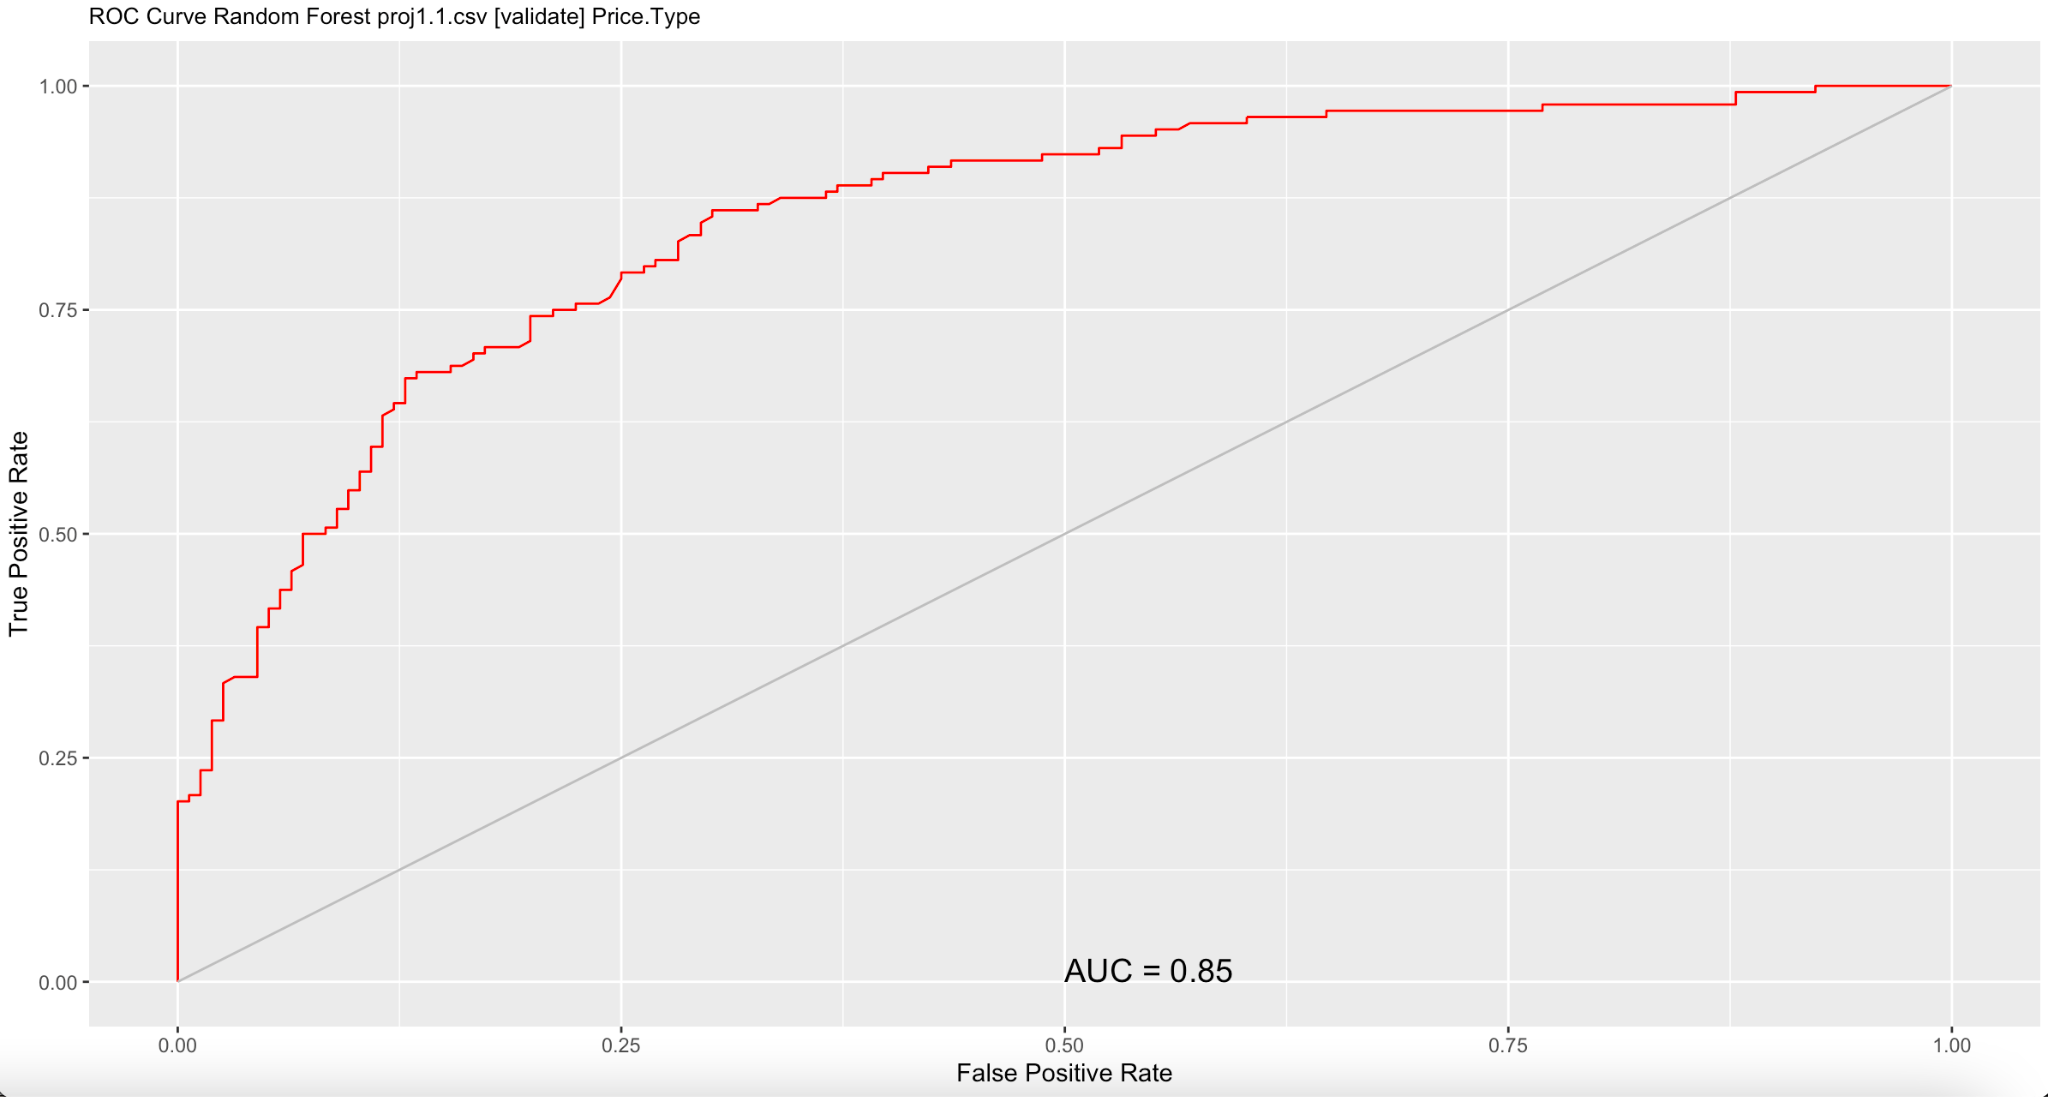 ROC Curve Random Forest proj1.1.csv [validate] Price.Type
1.00
0.75
0.50
0.25
0.00
True Positive Rate
AUC = 0.85
0.00
0.25
0.50
0.75
1.00
False Positive Rate